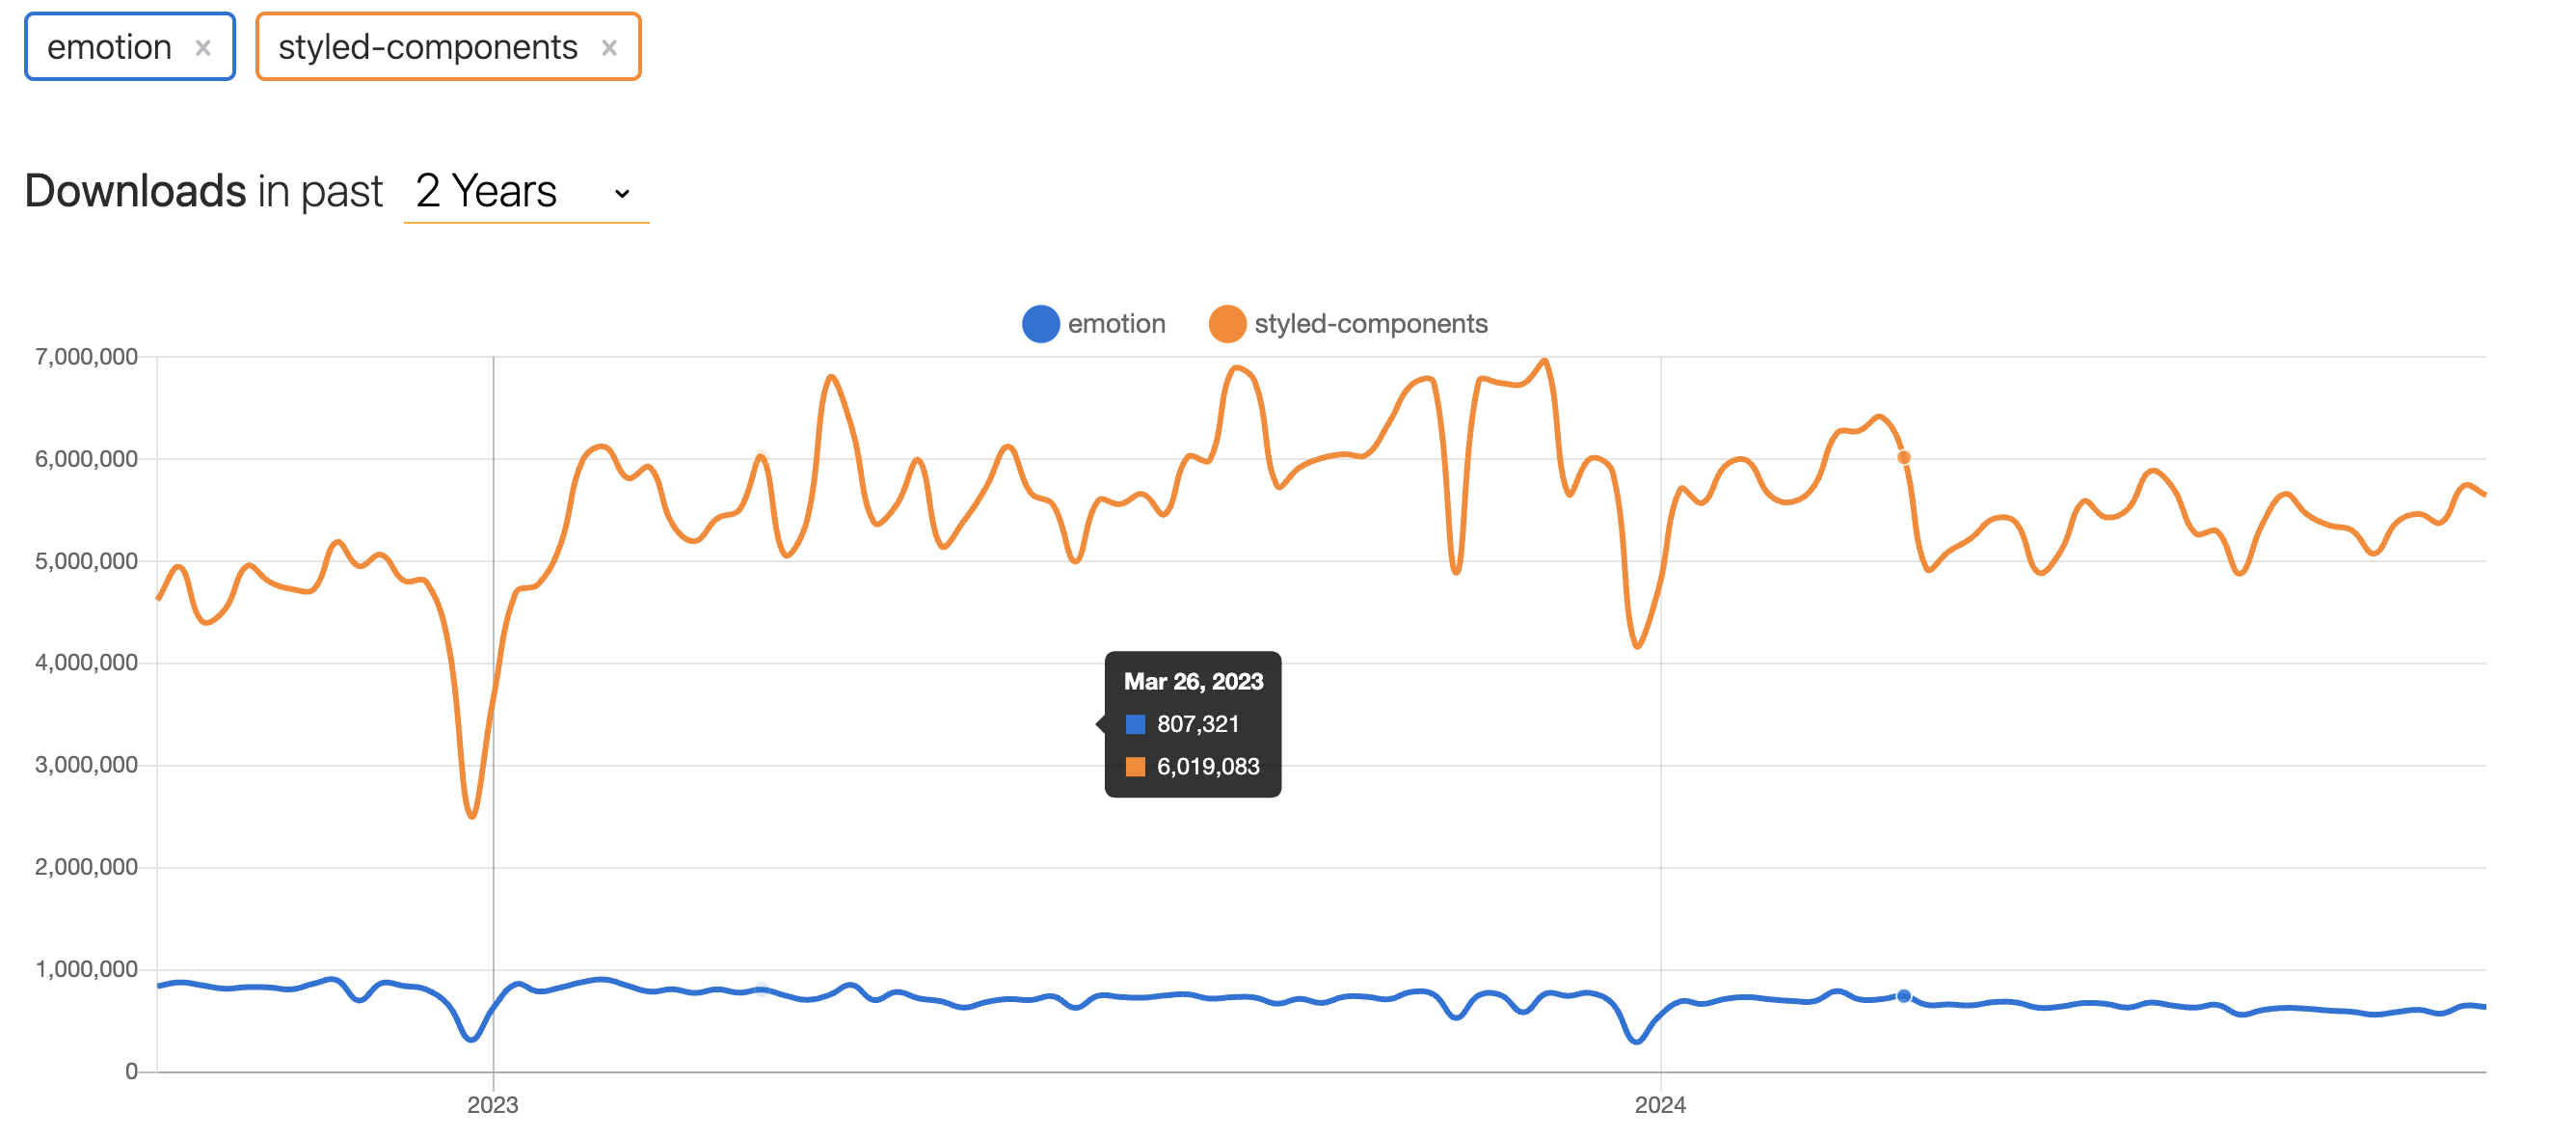 emotion ×
styled-components ×
Downloads in past 2 Years
emotion
styled-components
7,000,000
6,000,000
5,000,000
4,000,000
3,000,000
2,000,000
1,000,000
0
Mar 26, 2023
807,321
6,019,083
2023
2024